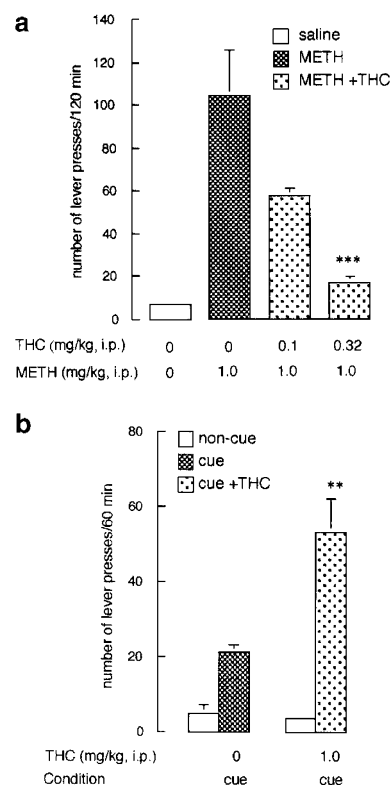 a
saline
METH
METH +THC
number of lever presses/120 min
140
120
100
80
60
40
20
0
***
THC (mg/kg, i.p.) 0 0 0.1 0.32
METH (mg/kg, i.p.) 0 1.0 1.0 1.0
b
non-cue
cue
cue +THC
number of lever presses/60 min
80
60
40
20
0
**
THC (mg/kg, i.p.) 0 1.0
Condition cue cue